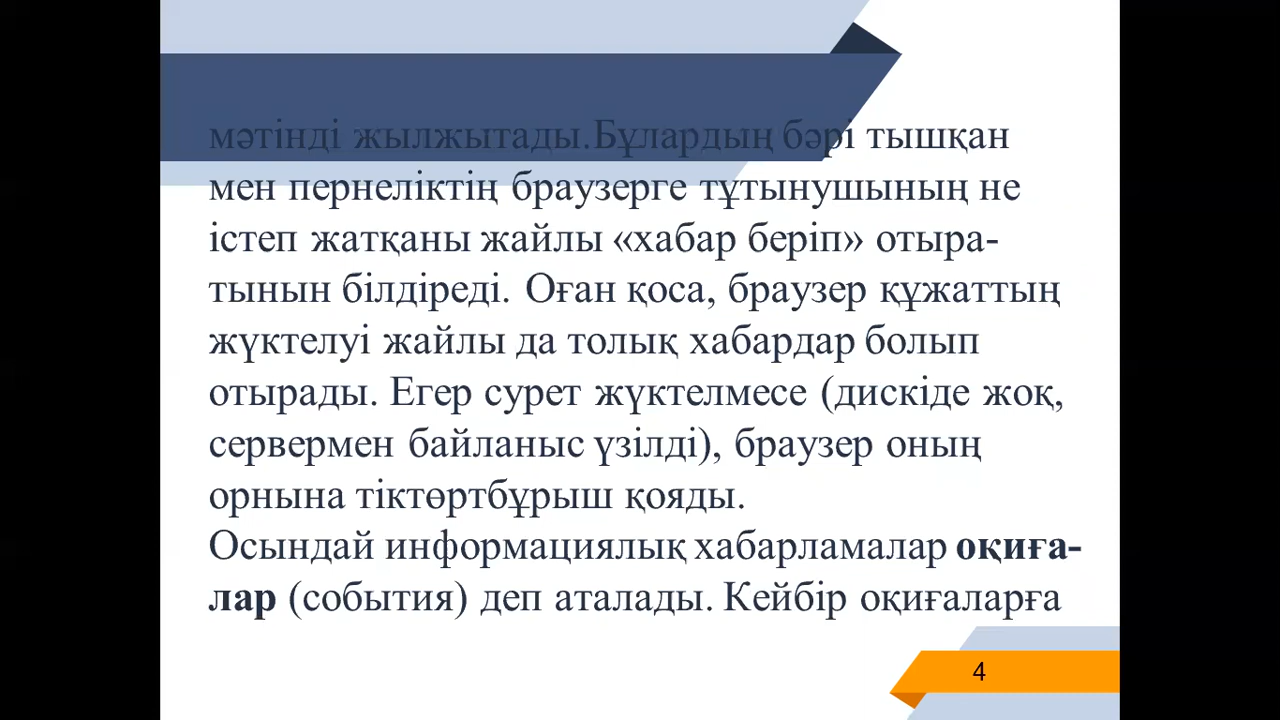 мәтінді жылжытады.Бұлардың бәрі тышқан
мен пернеліктің браузерге тұтынушының не
істеп жатқаны жайлы «хабар беріп» отыра-
тынын білдіреді. Оған қоса, браузер құжаттың
жүктелуі жайлы да толық хабардар болып
отырады. Егер сурет жүктелмесе (дискіде жоқ,
сервермен байланыс үзілді), браузер оның
орнына тіктөртбұрыш қояды.
Осындай информациялық хабарламалар оқиға-
лар (события) деп аталады. Кейбір оқиғаларға
4